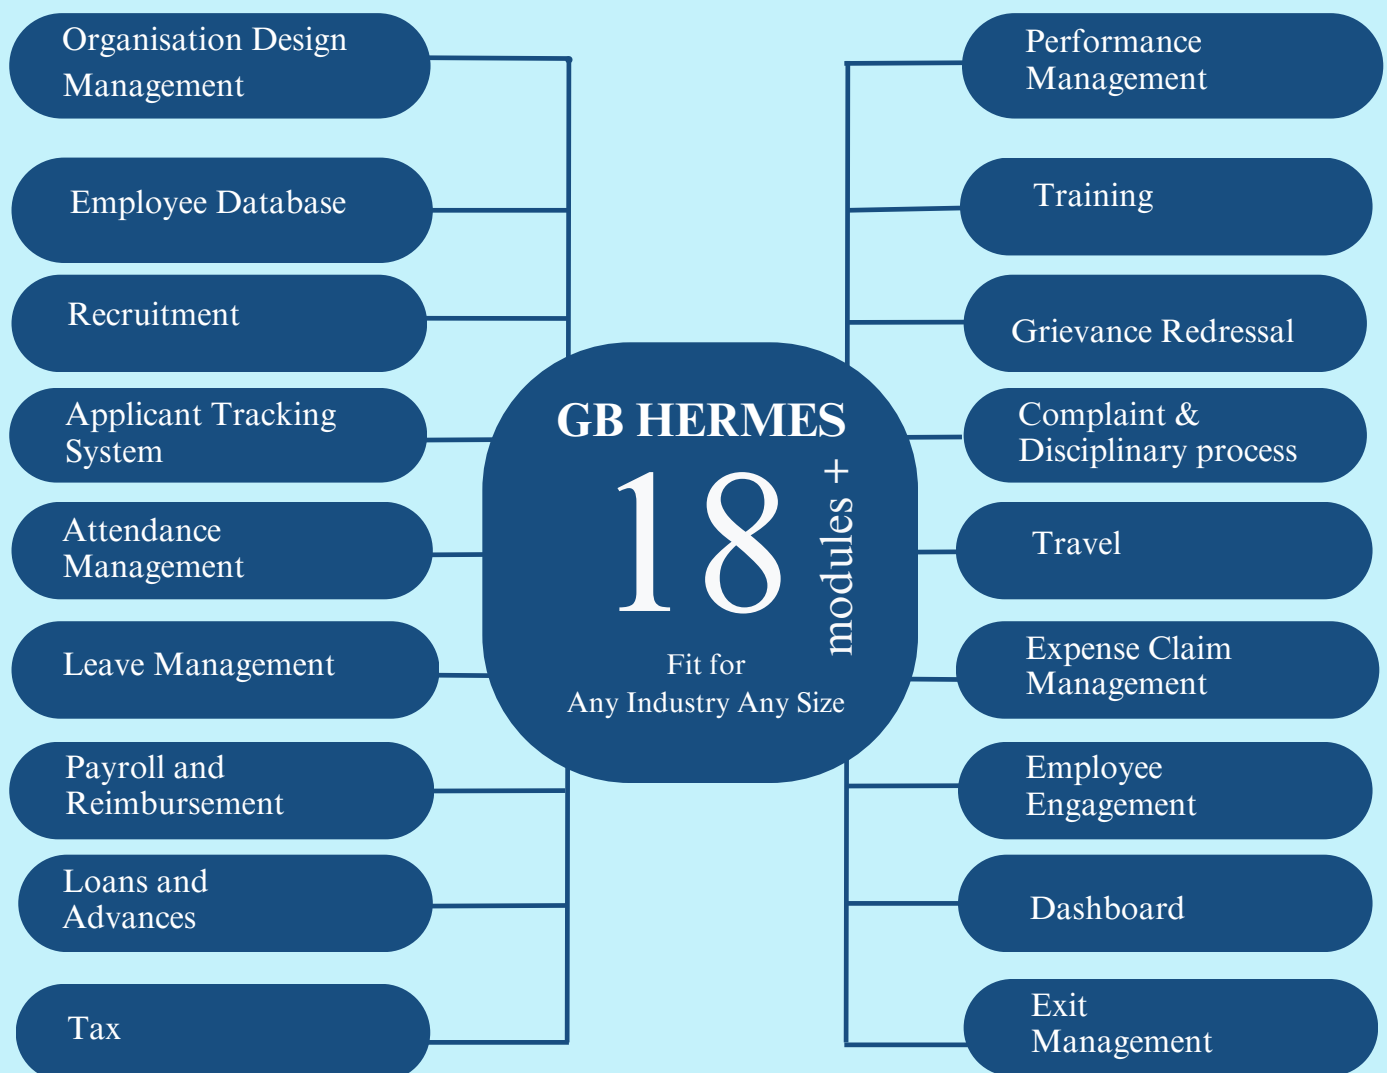 Organisation Design
Management
Employee Database
Recruitment
Applicant Tracking
System
Attendance
Management
Leave Management
Payroll and
Reimbursement
Loans and
Advances
Tax
GB HERMES
18
modules +
Fit for
Any Industry Any Size
Performance
Management
Training
Grievance Redressal
Complaint &
Disciplinary process
Travel
Expense Claim
Management
Employee
Engagement
Dashboard
Exit
Management